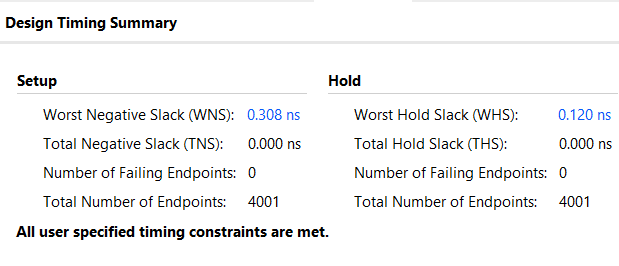 Design Timing Summary
Setup Hold
Worst Negative Slack (WNS): 0.308 ns Worst Hold Slack (WHS): 0.120 ns
Total Negative Slack (TNS): 0.000 ns Total Hold Slack (THS): 0.000 ns
Number of Failing Endpoints: 0 Number of Failing Endpoints: 0
Total Number of Endpoints: 4001 Total Number of Endpoints: 4001
All user specified timing constraints are met.